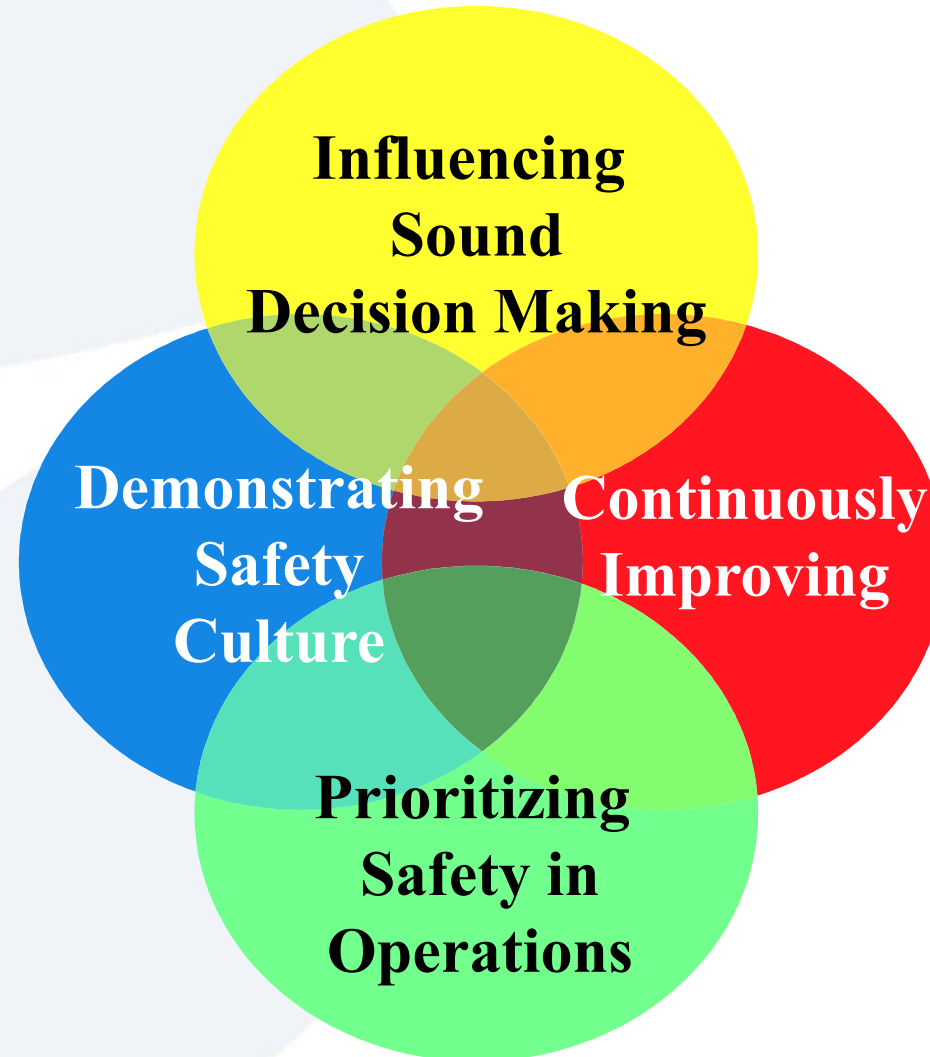 Influencing
Sound
Decision Making
Demonstrating
Safety
Culture
Continuously
Improving
Prioritizing
Safety in
Operations